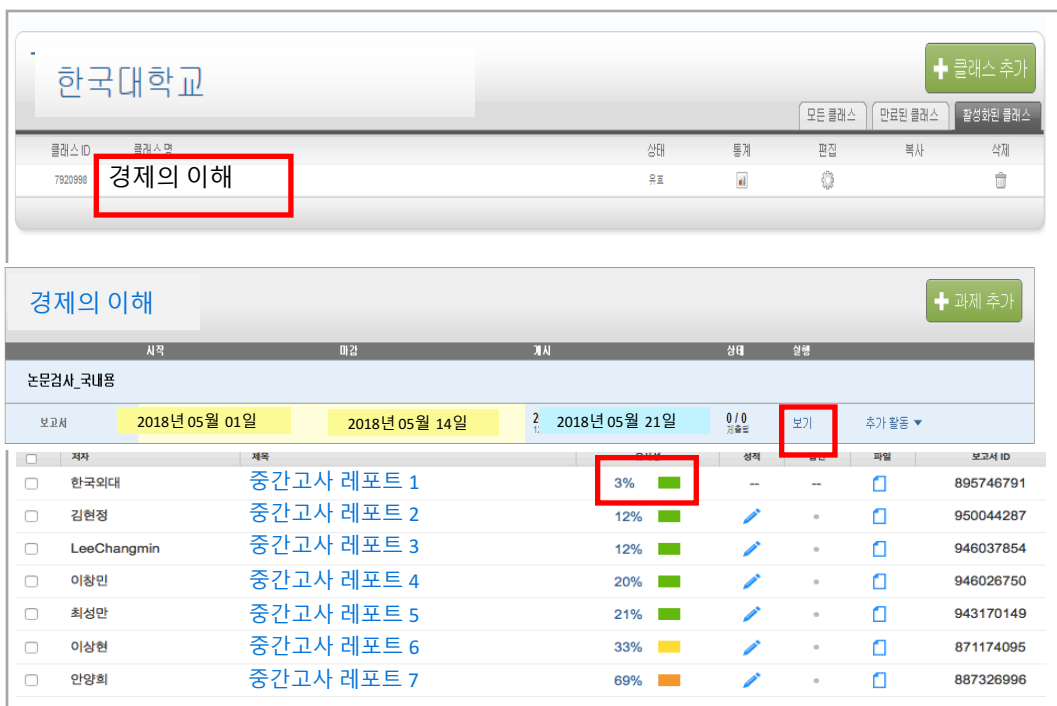 한국대학교
클래스 추가
모든 클래스 만료된 클래스 활성화된 클래스
클래스 ID 클래스 명 상태 통계 편집 복사 삭제
7920998 경제의 이해 유효
경제의 이해
과제 추가
시작 마감 게시 상태 실행
논문검사_국내용
보고서 2018년 05월 01일 2018년 05월 14일 2018년 05월 21일 0 / 0 보기 추가 활동
제출됨
저자 제목 성적 파일 보고서 ID
한국외대 중간고사 레포트 1 3% -- -- 895746791
김현정 중간고사 레포트 2 12% 950044287
LeeChangmin 중간고사 레포트 3 12% 946037854
이창민 중간고사 레포트 4 20% 946026750
최성만 중간고사 레포트 5 21% 943170149
이상현 중간고사 레포트 6 33% 871174095
안양희 중간고사 레포트 7 69% 887326996